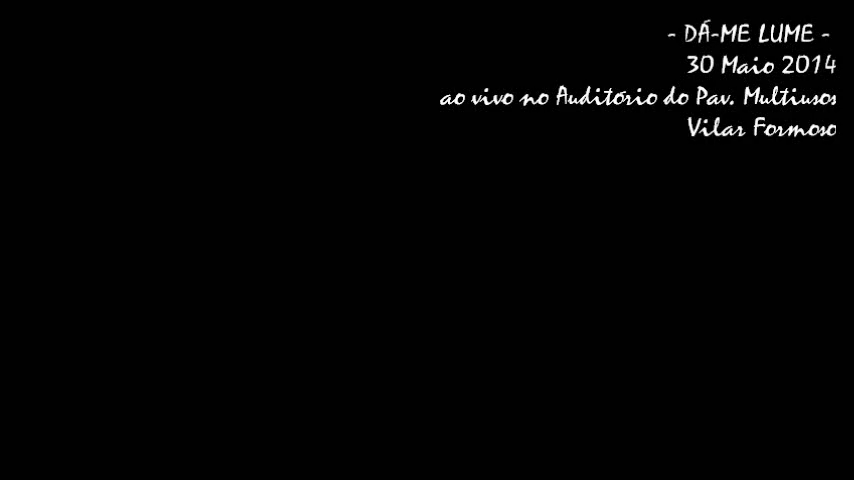 - DÁ-ME LUME -
30 Maio 2014
ao vivo no Auditório do Pav. Multiusos
Vilar Formoso